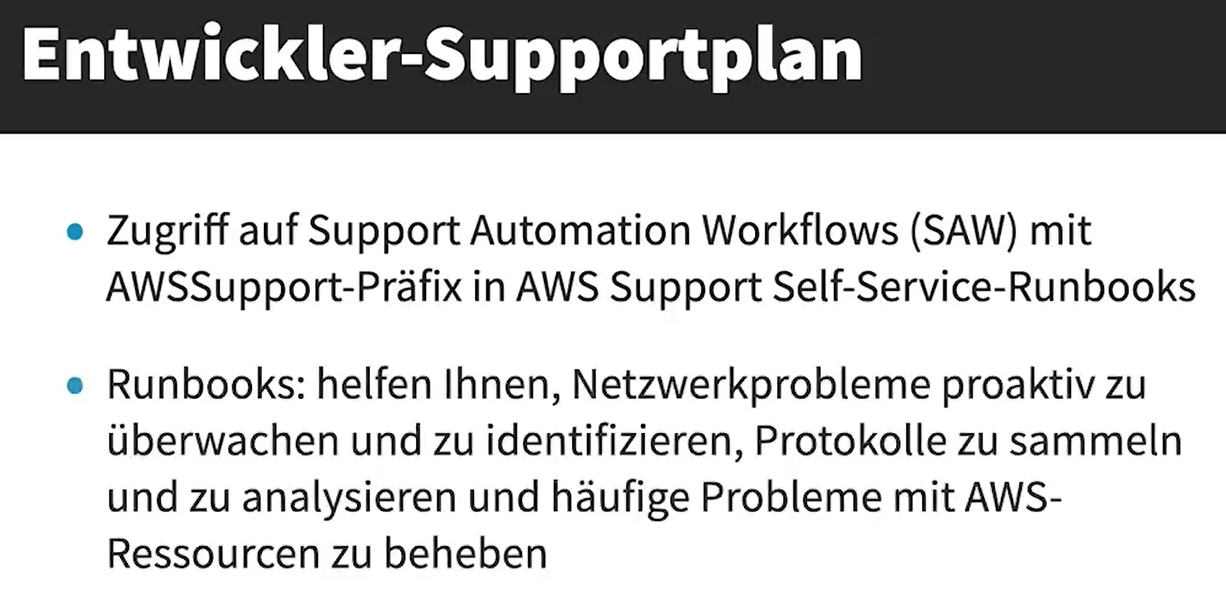 Entwickler-Supportplan
• Zugriff auf Support Automation Workflows (SAW) mit
AWSSupport-Präfix in AWS Support Self-Service-Runbooks
• Runbooks: helfen Ihnen, Netzwerkprobleme proaktiv zu
überwachen und zu identifizieren, Protokolle zu sammeln
und zu analysieren und häufige Probleme mit AWS-
Ressourcen zu beheben